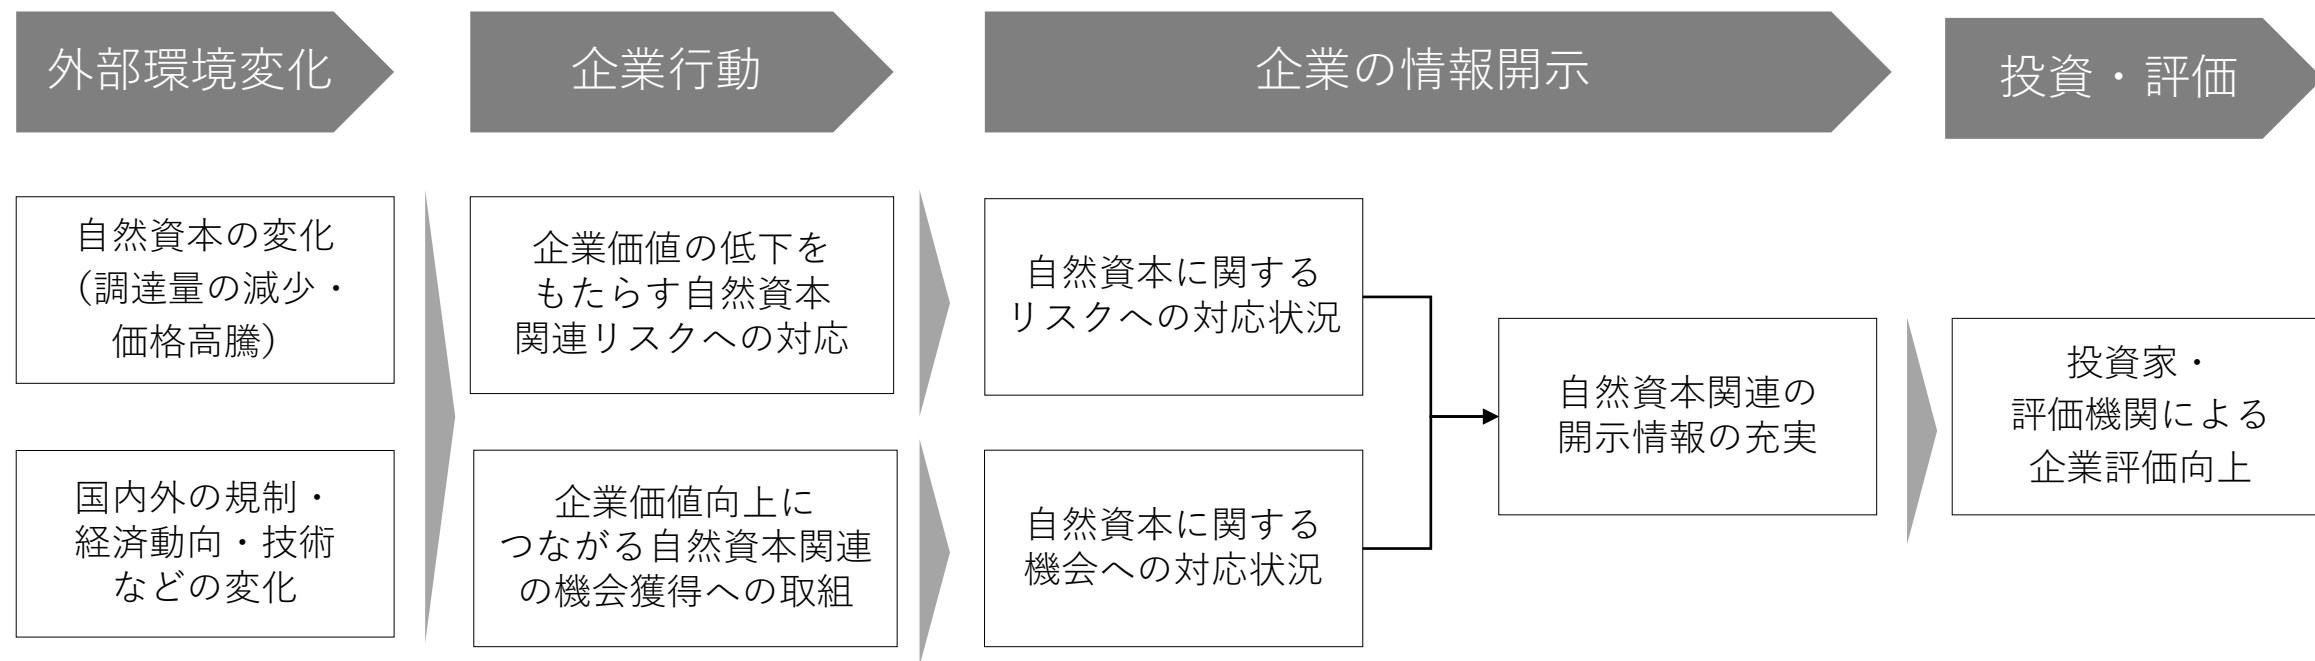 外部環境変化
企業行動
企業の情報開示
投資・評価
自然資本の変化
（調達量の減少・
価格高騰）
国内外の規制・
経済動向・技術
などの変化
企業価値の低下を
もたらす自然資本
関連リスクへの対応
企業価値向上に
つながる自然資本関連
の機会獲得への取組
自然資本に関する
リスクへの対応状況
自然資本に関する
機会への対応状況
自然資本関連の
開示情報の充実
投資家・
評価機関による
企業評価向上